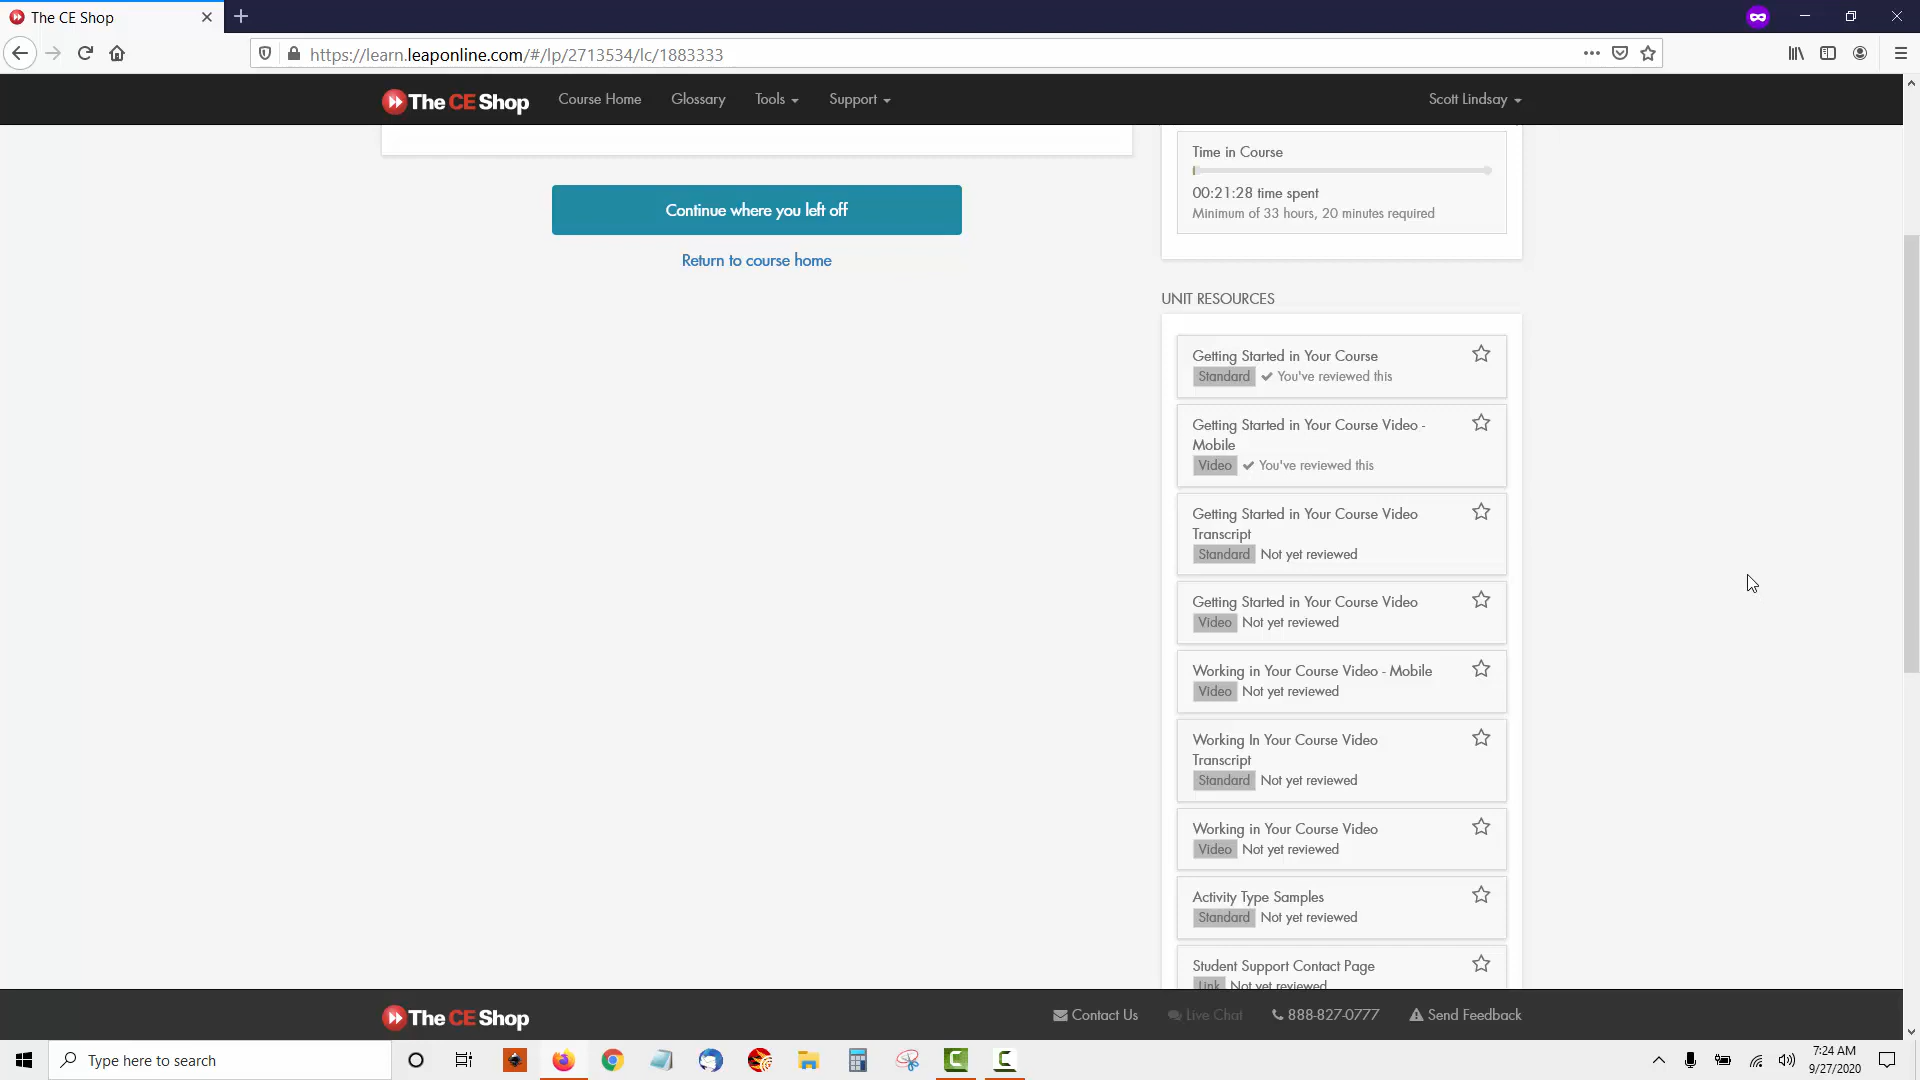 The CE Shop
https://learn.leaponline.com/#/lp/2713534/lc/1883333
The CE Shop
Course Home
Glossary
Tools
Support
Scott Lindsay
Time in Course
00:21:28 time spent
Minimum of 33 hours, 20 minutes required
Continue where you left off
Return to course home
UNIT RESOURCES
Getting Started in Your Course
Standard You've reviewed this
Getting Started in Your Course Video -
Mobile
Video You've reviewed this
Getting Started in Your Course Video
Transcript
Standard Not yet reviewed
Getting Started in Your Course Video
Video Not yet reviewed
Working in Your Course Video - Mobile
Video Not yet reviewed
Working In Your Course Video
Transcript
Standard Not yet reviewed
Working in Your Course Video
Video Not yet reviewed
Activity Type Samples
Standard Not yet reviewed
Student Support Contact Page
Link Not yet reviewed
The CE Shop
Contact Us
Live Chat
888-827-0777
Send Feedback
Type here to search
7:24 AM
9/27/2020